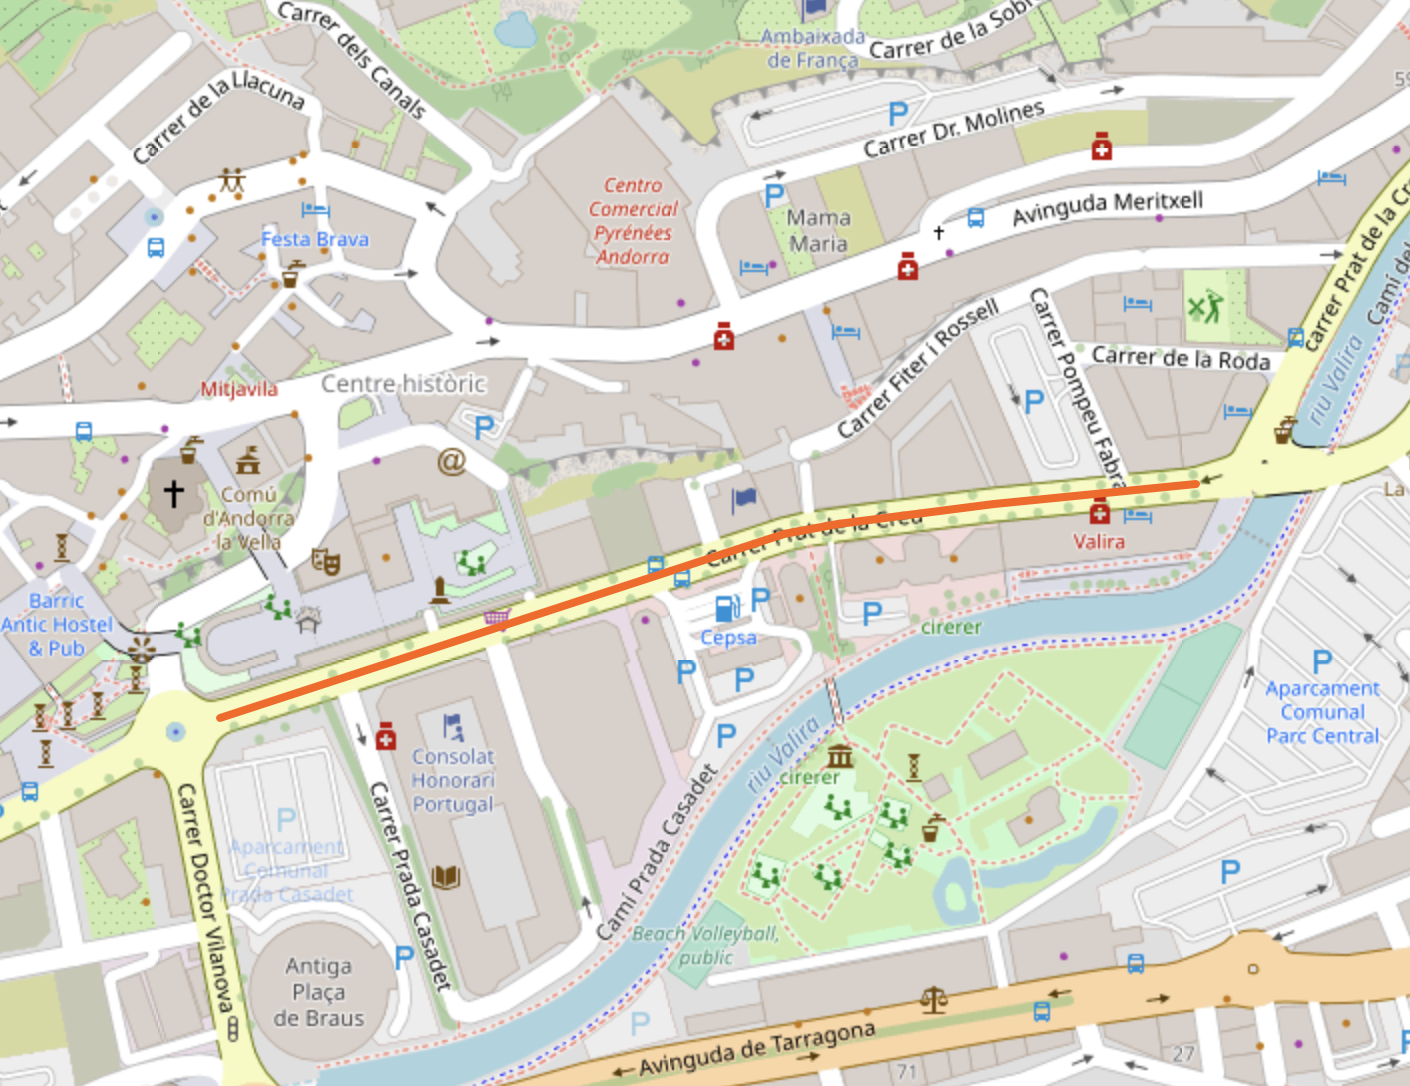 Carrer dels Canals
Carrer de la Llacuna
Ambaixada
de França
Carrer de la Sobr
59
Carrer Dr. Molines
P
Centro
Comercial
Pyrénées
Andorra
P
Mama
Maria
Avinguda Meritxell
Festa Brava
Carrer Prat de la Cr
Camí del
riu Valira
Carrer Fiter i Rossell
Carrer Pompeu Fabra
Carrer de la Roda
P
P
Mitjavila
Centre històric
P
@
Comú
d'Andorra
la Vella
Carrer Prat de la Creu
Valira
La
Barric
Antic Hostel
& Pub
P
P
Cepsa
cirerer
P
P
P
P
Aparcament
Comunal
Parc Central
Consolat
Honorari
Portugal
riu Valira
cirerer
Carrer Doctor Vilanova
P
Aparcament
Comunal
Prada Casadet
Carrer Prada Casadet
Camí Prada Casadet
P
Beach Volleyball,
public
P
Antiga
Plaça
de Braus
P
Avinguda de Tarragona
71
27
P